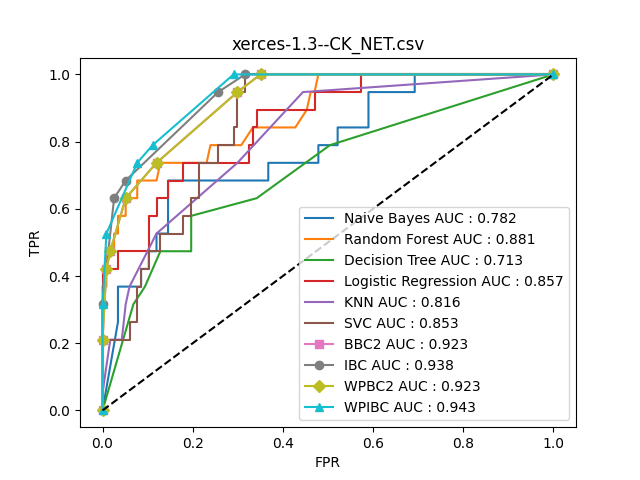 xerces-1.3--CK_NET.csv
TPR
1.0
0.8
0.6
0.4
0.2
0.0
Naive Bayes AUC : 0.782
Random Forest AUC : 0.881
Decision Tree AUC : 0.713
Logistic Regression AUC : 0.857
KNN AUC : 0.816
SVC AUC : 0.853
BBC2 AUC : 0.923
IBC AUC : 0.938
WPBC2 AUC : 0.923
WPIBC AUC : 0.943
0.0 0.2 0.4 0.6 0.8 1.0
FPR